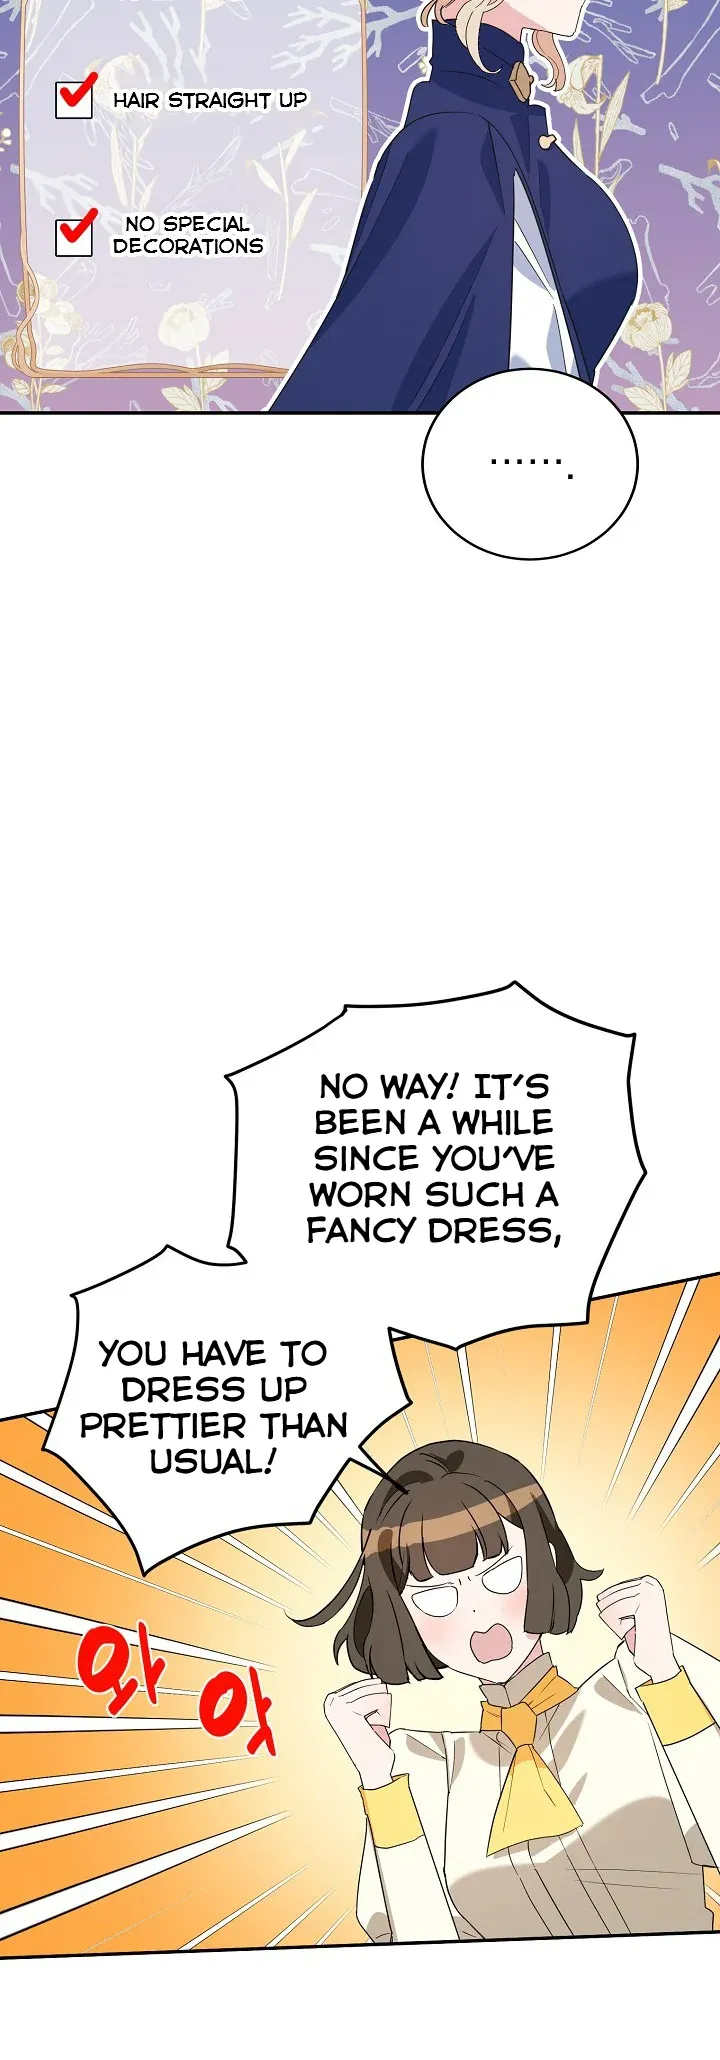 HAIR STRAIGHT UP
NO SPECIAL
DECORATIONS
.......
NO WAY! IT'S
BEEN A WHILE
SINCE YOU'VE
WORN SUCH A
FANCY DRESS,
YOU HAVE TO
DRESS UP
PRETTIER THAN
USUAL!
와 악